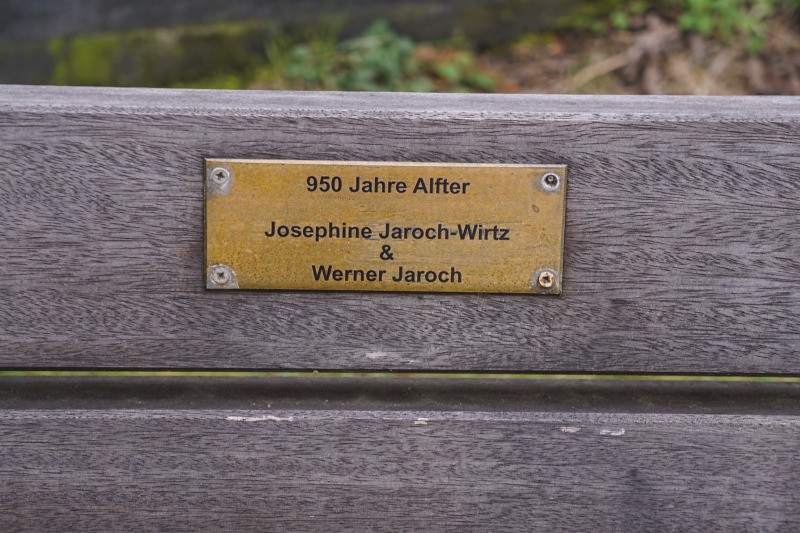 950 Jahre Alfter
Josephine Jaroch-Wirtz
&
Werner Jaroch